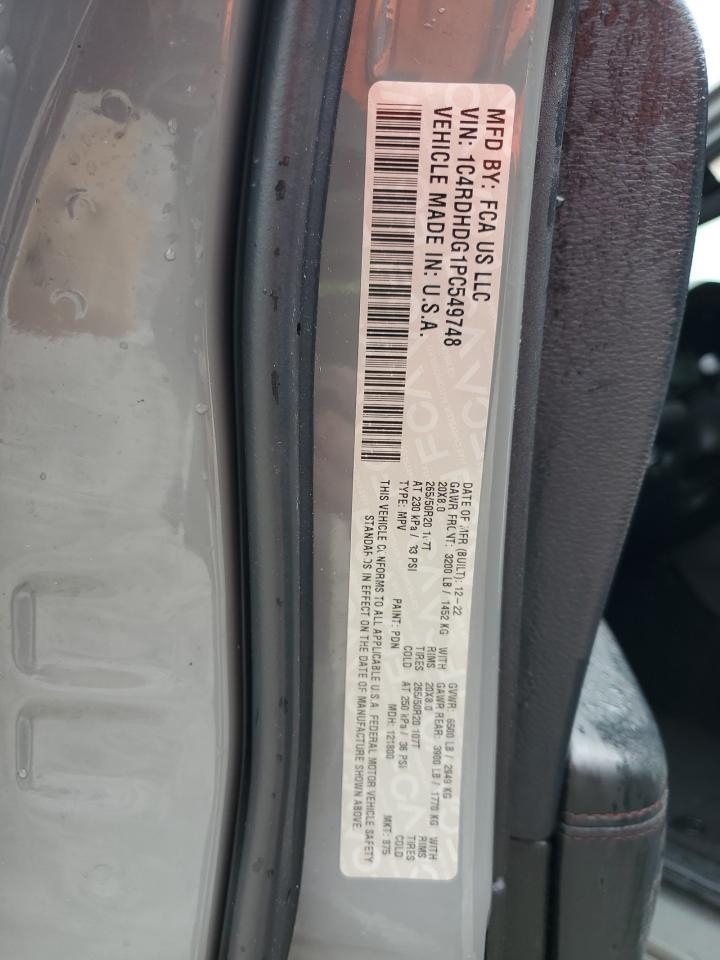 MFD BY: FCA US LLC
VIN: 1C4RDHDG1PC549748
VEHICLE MADE IN: U.S.A.
DATE OF MFR (BUILT): 12-22 GVWR: 6500 LB / 2949 KG
GAWR FRONT: 3200 LB / 1452 KG WITH GAWR REAR: 3900 LB / 1770 KG WITH
20X8.0 RIMS 20X8.0 RIMS
265/50R20 107T TIRES 265/50R20 107T TIRES
AT 230 kPa / 33 PSI COLD AT 250 kPa / 36 PSI COLD
TYPE: MPV PAINT: PDN MDH: 121800 MKT:
THIS VEHICLE CONFORMS TO ALL APPLICABLE U.S.A. FEDERAL MOTOR VEHICLE SAFETY
STANDARDS IN EFFECT ON THE DATE OF MANUFACTURE SHOWN ABOVE.
FCA